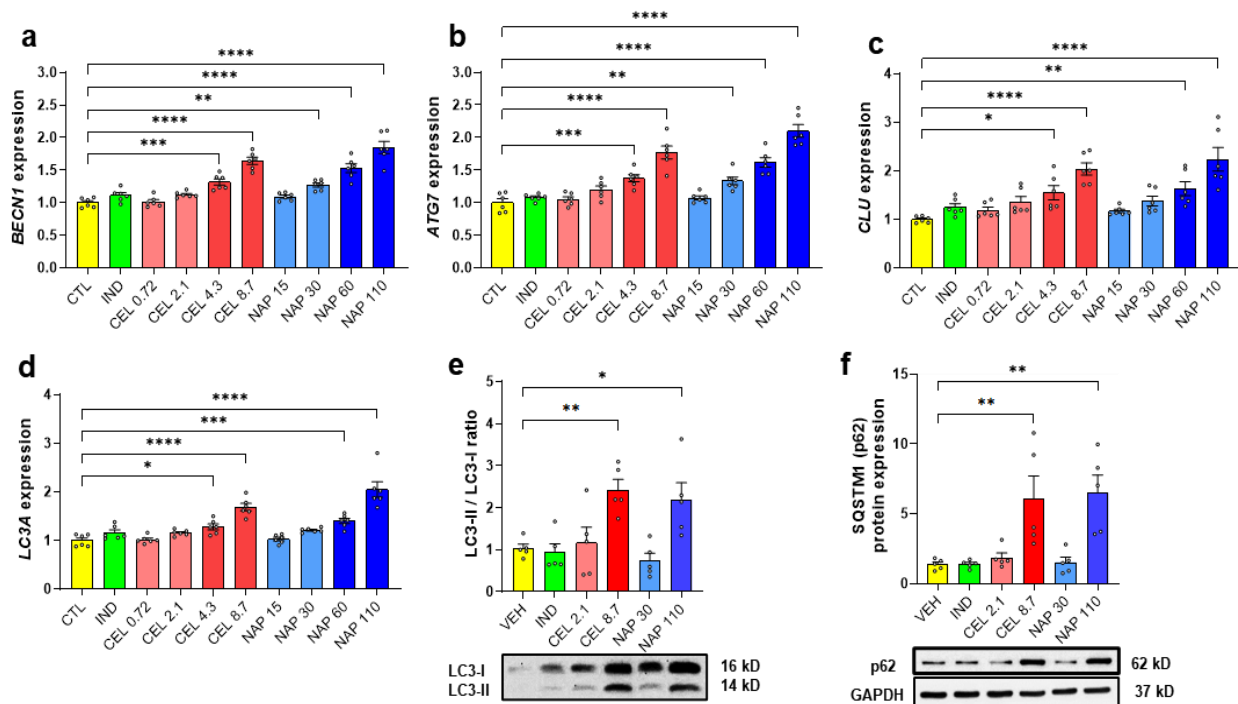 a
****
****
**
****
***
BECN1 expression
3.0
2.5
2.0
1.5
1.0
0.5
0.0
CTL
IND
CEL 0.72
CEL 2.1
CEL 4.3
CEL 8.7
NAP 15
NAP 30
NAP 60
NAP 110
b
****
****
**
****
***
ATG7 expression
3.0
2.5
2.0
1.5
1.0
0.5
0.0
CTL
IND
CEL 0.72
CEL 2.1
CEL 4.3
CEL 8.7
NAP 15
NAP 30
NAP 60
NAP 110
c
****
**
****
*
CLU expression
4
3
2
1
0
CTL
IND
CEL 0.72
CEL 2.1
CEL 4.3
CEL 8.7
NAP 15
NAP 30
NAP 60
NAP 110
d
****
***
****
*
LC3A expression
4
3
2
1
0
CTL
IND
CEL 0.72
CEL 2.1
CEL 4.3
CEL 8.7
NAP 15
NAP 30
NAP 60
NAP 110
e
*
**
LC3-II / LC3-I ratio
5
4
3
2
1
0
VEH
IND
CEL 2.1
CEL 8.7
NAP 30
NAP 110
LC3-I
16 kD
LC3-II
14 kD
f
**
**
SQSTM1 (p62)
protein expression
15
10
5
0
VEH
IND
CEL 2.1
CEL 8.7
NAP 30
NAP 110
p62
62 kD
GAPDH
37 kD